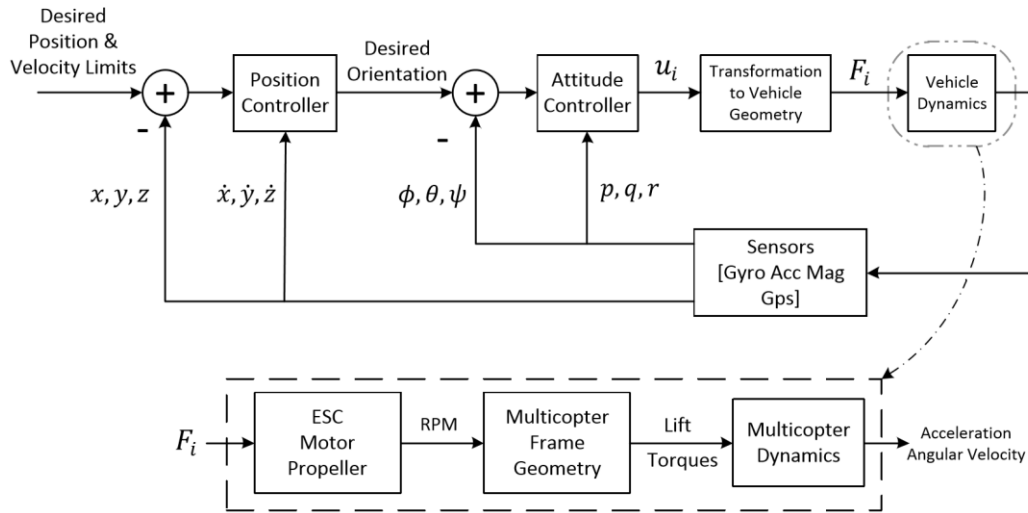 Desired
Position &
Velocity Limits
+
-
Position
Controller
Desired
Orientation
+
-
Attitude
Controller
u_i
Transformation
to Vehicle
Geometry
F_i
Vehicle
Dynamics
x, y, z
ẋ, ẏ, ż
ϕ, θ, ψ
p, q, r
Sensors
[Gyro Acc Mag
Gps]
F_i
ESC
Motor
Propeller
RPM
Multicopter
Frame
Geometry
Lift
Torques
Multicopter
Dynamics
Acceleration
Angular Velocity